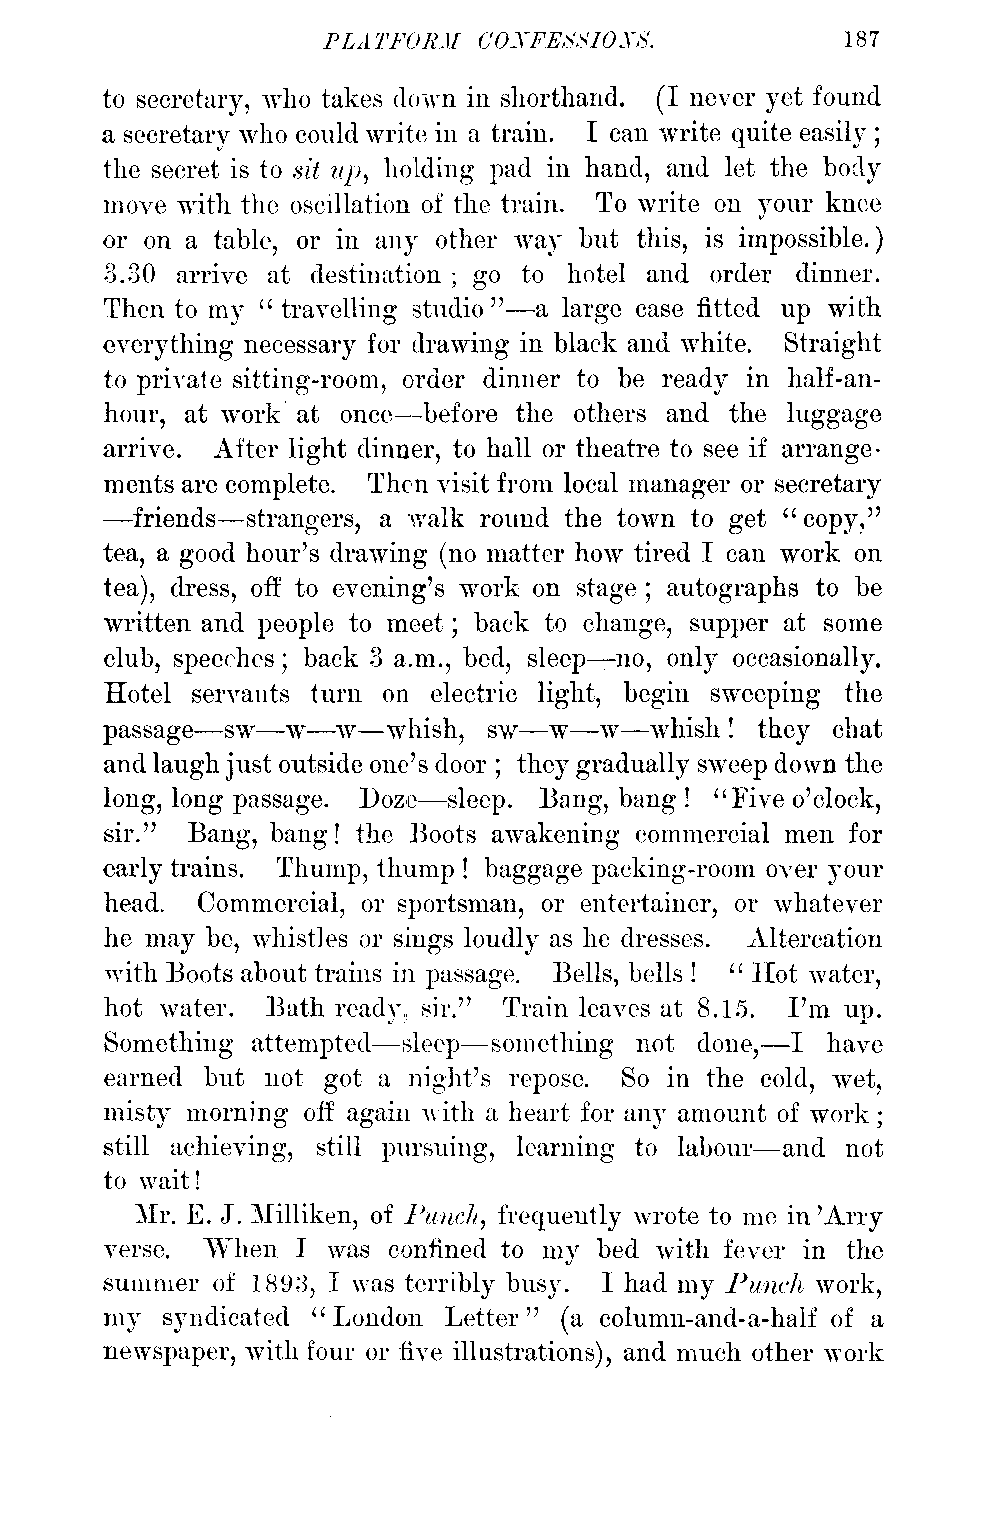 PLATFORM CONFESSIONS. 187
to secretary, who takes down in shorthand. (I never yet found
a secretary who could write in a train. I can write quite easily ;
the secret is to sit up, holding pad in hand, and let the body
move with the oscillation of the train. To write on your knee
or on a table, or in any other way but this, is impossible.)
3.30 arrive at destination ; go to hotel and order dinner.
Then to my “ travelling studio ”—a large case fitted up with
everything necessary for drawing in black and white. Straight
to private sitting-room, order dinner to be ready in half-an-
hour, at work at once—before the others and the luggage
arrive. After light dinner, to hall or theatre to see if arrange-
ments are complete. Then visit from local manager or secretary
—friends—strangers, a walk round the town to get “ copy,”
tea, a good hour’s drawing (no matter how tired I can work on
tea), dress, off to evening’s work on stage ; autographs to be
written and people to meet ; back to change, supper at some
club, speeches ; back 3 a.m., bed, sleep—no, only occasionally.
Hotel servants turn on electric light, begin sweeping the
passage—sw—w—w—whish, sw—w—w—whish ! they chat
and laugh just outside one’s door ; they gradually sweep down the
long, long passage. Doze—sleep. Bang, bang ! “Five o’clock,
sir.” Bang, bang ! the Boots awakening commercial men for
early trains. Thump, thump ! baggage packing-room over your
head. Commercial, or sportsman, or entertainer, or whatever
he may be, whistles or sings loudly as he dresses. Altercation
with Boots about trains in passage. Bells, bells ! “ Hot water,
hot water. Bath ready, sir.” Train leaves at 8.15. I’m up.
Something attempted—sleep—something not done,—I have
earned but not got a night’s repose. So in the cold, wet,
misty morning off again with a heart for any amount of work ;
still achieving, still pursuing, learning to labour—and not
to wait !
Mr. E. J. Milliken, of Punch, frequently wrote to me in ’Arry
verse. When I was confined to my bed with fever in the
summer of 1893, I was terribly busy. I had my Punch work,
my syndicated “ London Letter ” (a column-and-a-half of a
newspaper, with four or five illustrations), and much other work